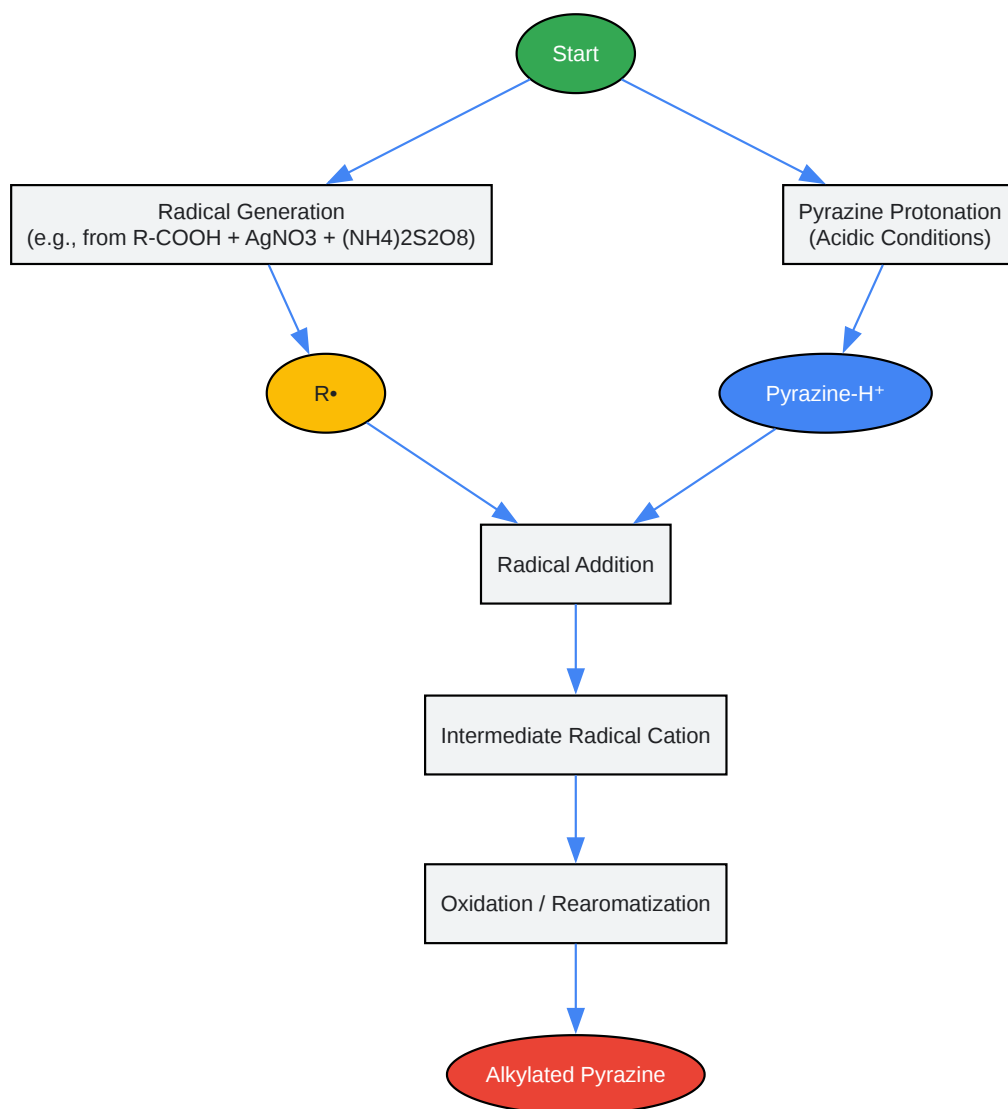 Start
Radical Generation
(e.g., from R-COOH + AgNO3 + (NH4)2S2O8)
Pyrazine Protonation
(Acidic Conditions)
R•
Pyrazine-H⁺
Radical Addition
Intermediate Radical Cation
Oxidation / Rearomatization
Alkylated Pyrazine